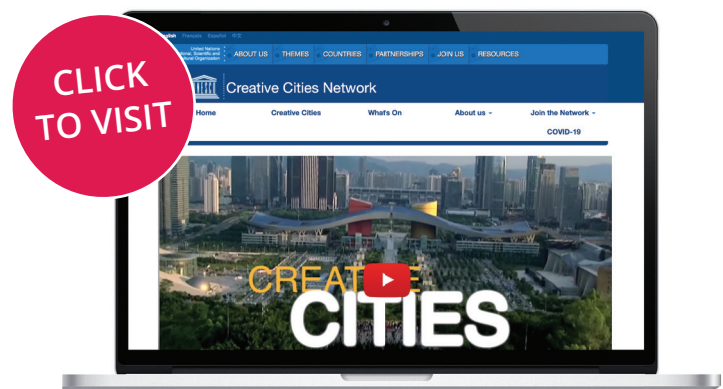 CLICK
TO VISIT
English Français Español 中文
United Nations
Educational, Scientific and
Cultural Organization
ABOUT US THEMES COUNTRIES PARTNERSHIPS JOIN US RESOURCES
Creative Cities Network
Home Creative Cities What's On About us Join the Network
COVID-19
CREATIVE
CITIES